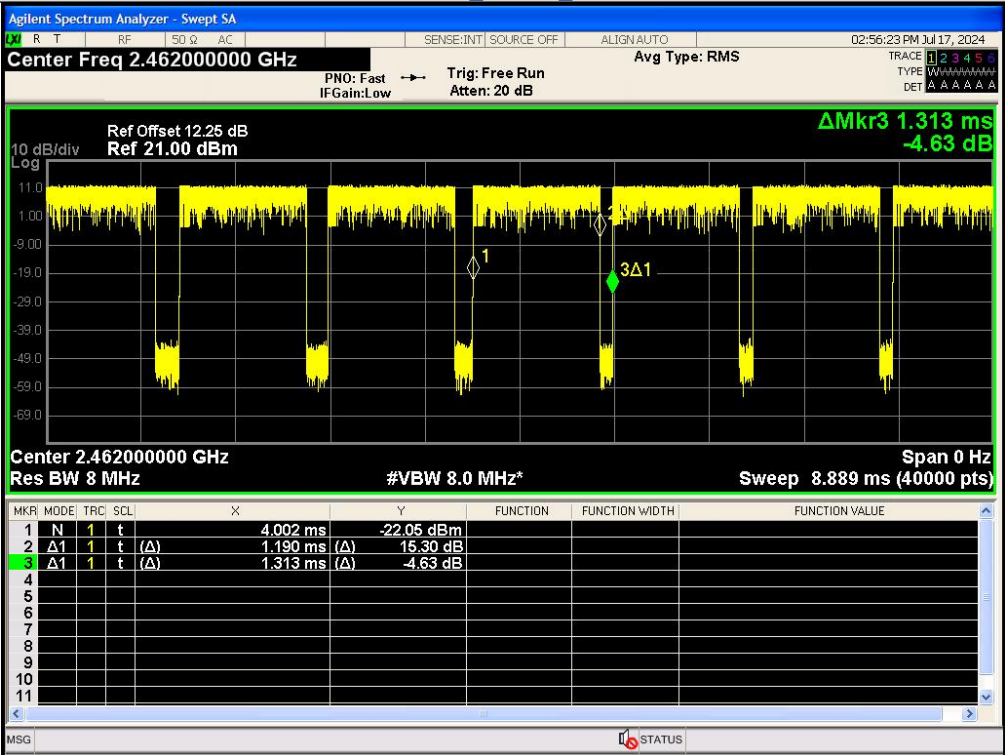 Agilent Spectrum Analyzer - Swept SA
LXI R T RF 50 Ω AC SENSE:INT SOURCE OFF ALIGN AUTO 02:56:23 PM Jul 17, 2024
Center Freq 2.462000000 GHz
PNO: Fast
IFGain:Low
Trig: Free Run
Atten: 20 dB
Avg Type: RMS
TRACE 1 2 3 4 5 6
TYPE WWWWWW
DET A A A A A A
ΔMkr3 1.313 ms
-4.63 dB
Ref Offset 12.25 dB
10 dB/div Ref 21.00 dBm
Log
11.0
1.00
-9.00
-19.0
-29.0
-39.0
-49.0
-59.0
-69.0
1
3Δ1
Center 2.462000000 GHz Span 0 Hz
Res BW 8 MHz #VBW 8.0 MHz* Sweep 8.889 ms (40000 pts)
MKR MODE TRC SCL X Y FUNCTION FUNCTION WIDTH FUNCTION VALUE
1 N 1 t 4.002 ms -22.05 dBm
2 Δ1 1 t (Δ) 1.190 ms (Δ) 15.30 dB
3 Δ1 1 t (Δ) 1.313 ms (Δ) -4.63 dB
4
5
6
7
8
9
10
11
MSG STATUS